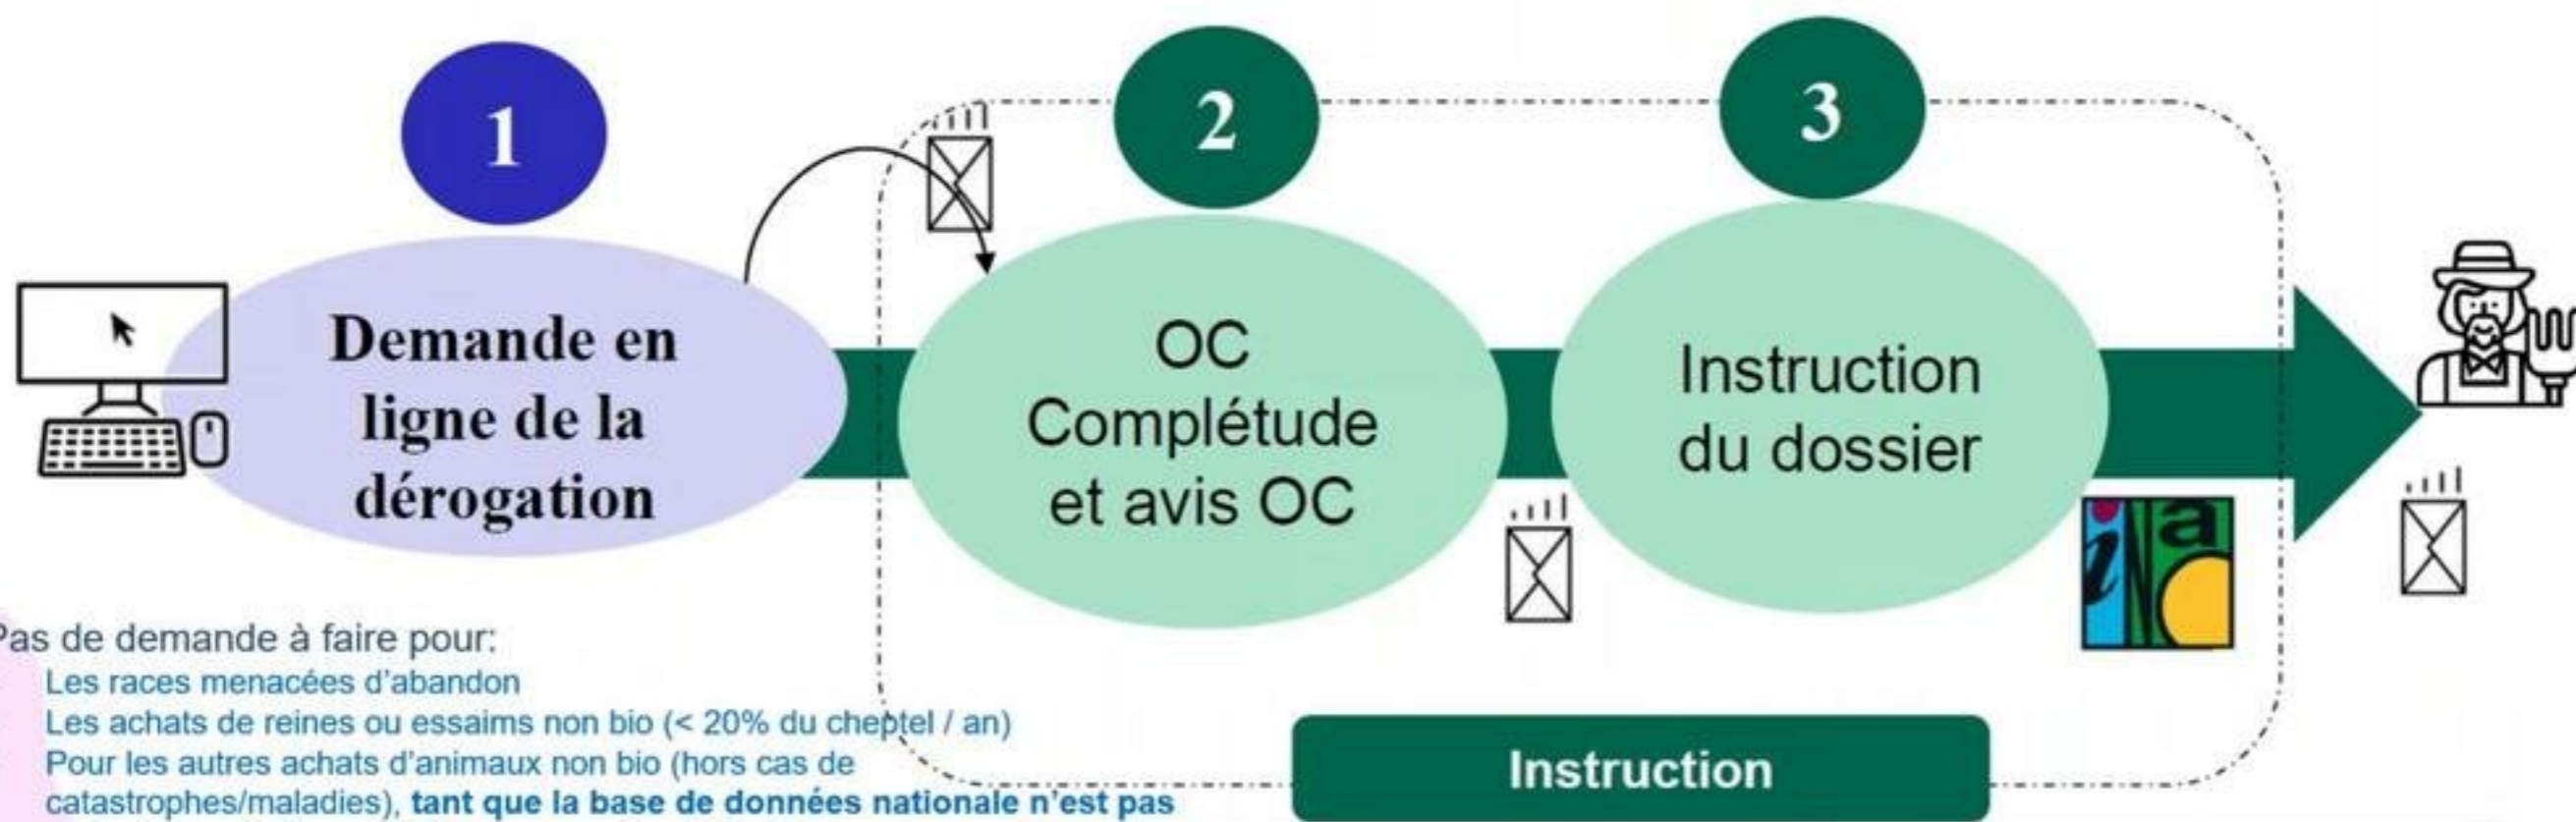 1
2
3
Demande en
ligne de la
dérogation
OC
Complétude
et avis OC
Instruction
du dossier
iNao
Pas de demande à faire pour:
Les races menacées d'abandon
Les achats de reines ou essaims non bio (< 20% du cheptel / an)
Pour les autres achats d'animaux non bio (hors cas de
catastrophes/maladies), tant que la base de données nationale n'est pas
Instruction